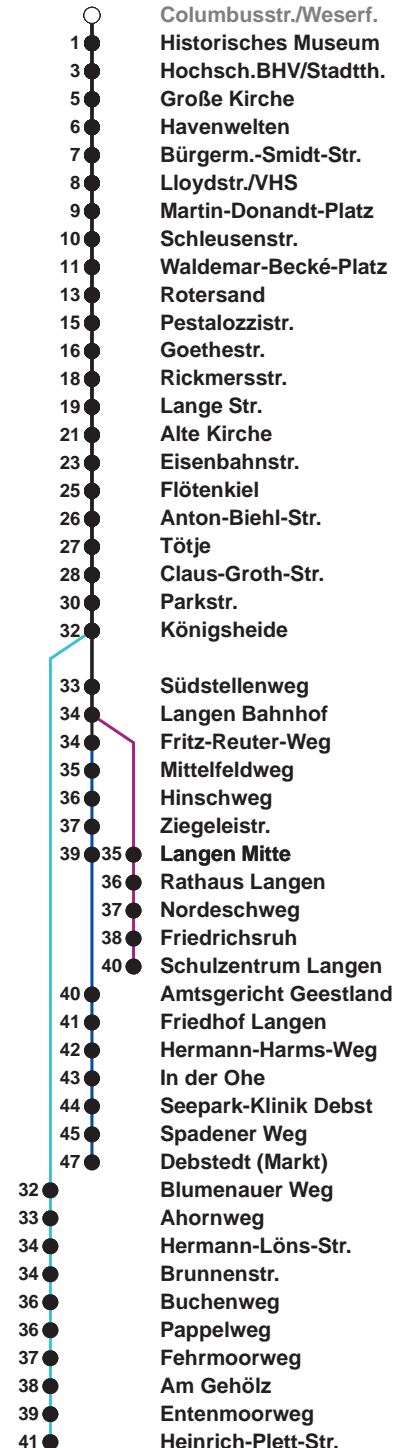 Columbusstr./Weserf.
1 Historisches Museum
3 Hochsch.BHV/Stadtth.
5 Große Kirche
6 Havenwelten
7 Bürgerm.-Smidt-Str.
8 Lloydstr./VHS
9 Martin-Donandt-Platz
10 Schleusenstr.
11 Waldemar-Becké-Platz
13 Rotersand
15 Pestalozzistr.
16 Goethestr.
18 Rickmersstr.
19 Lange Str.
21 Alte Kirche
23 Eisenbahnstr.
25 Flötenkiel
26 Anton-Biehl-Str.
27 Tötje
28 Claus-Groth-Str.
30 Parkstr.
32 Königsheide
33 Südstellenweg
34 Langen Bahnhof
34 Fritz-Reuter-Weg
35 Mittelfeldweg
36 Hinschweg
37 Ziegeleistr.
39 35 Langen Mitte
36 Rathaus Langen
37 Nordeschweg
38 Friedrichsruh
40 Schulzentrum Langen
40 Amtsgericht Geestland
41 Friedhof Langen
42 Hermann-Harms-Weg
43 In der Ohe
44 Seepark-Klinik Debst
45 Spadener Weg
47 Debstedt (Markt)
32 Blumenauer Weg
33 Ahornweg
34 Hermann-Löns-Str.
34 Brunnenstr.
36 Buchenweg
36 Pappelweg
37 Fehrmoorweg
38 Am Gehölz
39 Entenmoorweg
41 Heinrich-Plett-Str.